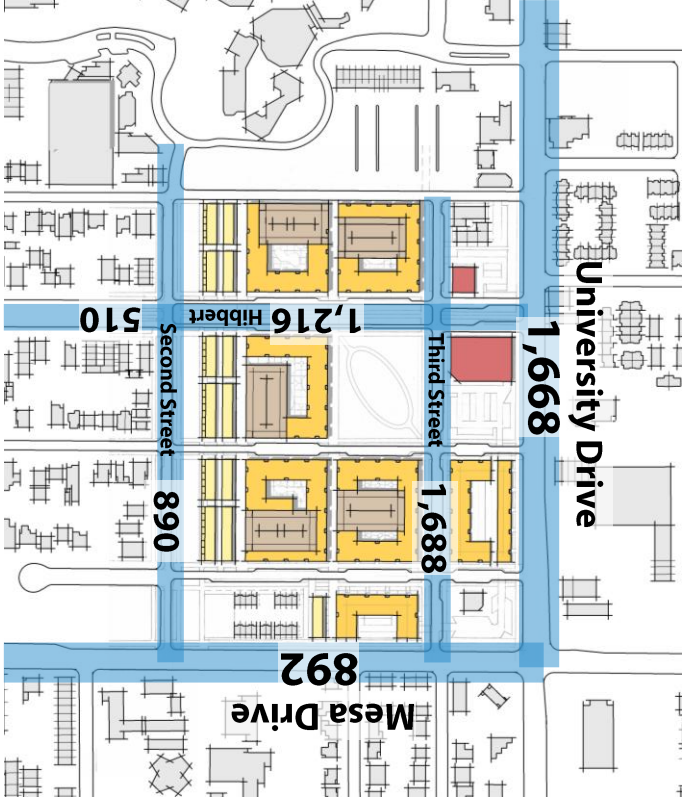 University Drive
1,668
Third Street
1,688
Second Street
890
1,216
Hibbert
510
892
Mesa Drive